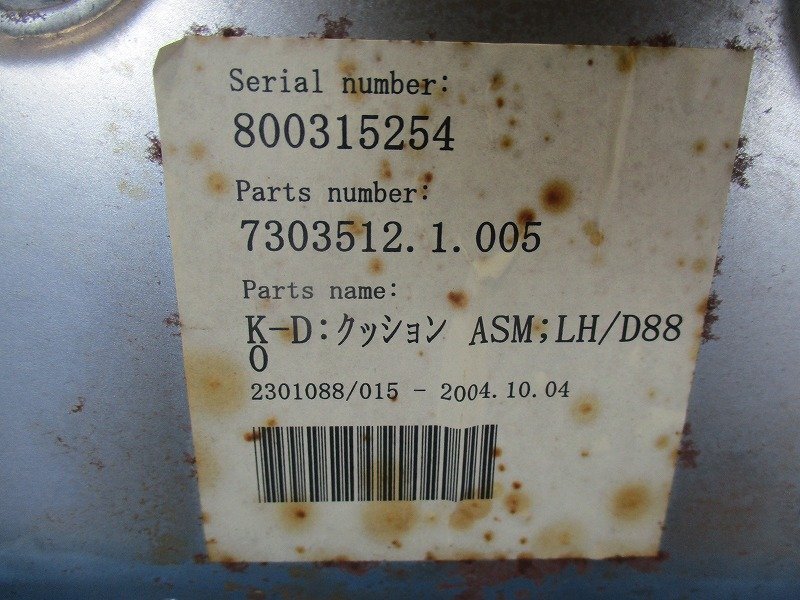 Serial number:
800315254
Parts number:
7303512.1.005
Parts name:
K-D:クッション ASM;LH/D88
0
2301088/015 - 2004.10.04